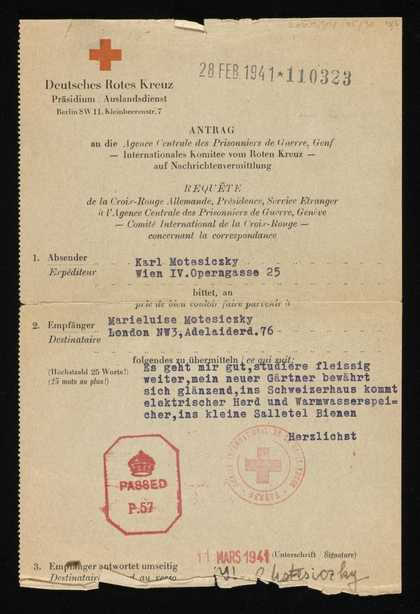 28 FEB. 1941 * 110323
Deutsches Rotes Kreuz
Präsidium / Auslandsdienst
Berlin SW 11, Kleinbeerenstr. 7
ANTRAG
an die Agence Centrale des Prisonniers de Guerre, Genf
— Internationales Komitee vom Roten Kreuz —
auf Nachrichtenvermittlung
REQUÊTE
de la Croix-Rouge Allemande, Présidence, Service Etranger
à l'Agence Centrale des Prisonniers de Guerre, Genève
— Comité International de la Croix-Rouge —
concernant la correspondance
1. Absender Karl Motesiczky
Expéditeur Wien IV.Operngasse 25
bittet, an
prie de bien vouloir faire parvenir à
2. Empfänger Marieluise Motesiczky
Destinataire London NW3,Adelaiderd.76
folgendes zu übermitteln / ce qui suit:
(Höchstzahl 25 Worte!)
(25 mots au plus!)
Es geht mir gut,studiere fleissig
weiter,mein neuer Gärtner bewährt
sich glänzend,ins Schweizerhaus kommt
elektrischer Herd und Warmwasserspei=
cher,ins kleine Salletel Bienen
Herzlichst
PASSED
P.57
GENÈVE
11 MARS 1941
(Unterschrift / Signature)
Motesiczky
3. Empfänger antwortet umseitig
Destinataire au verso